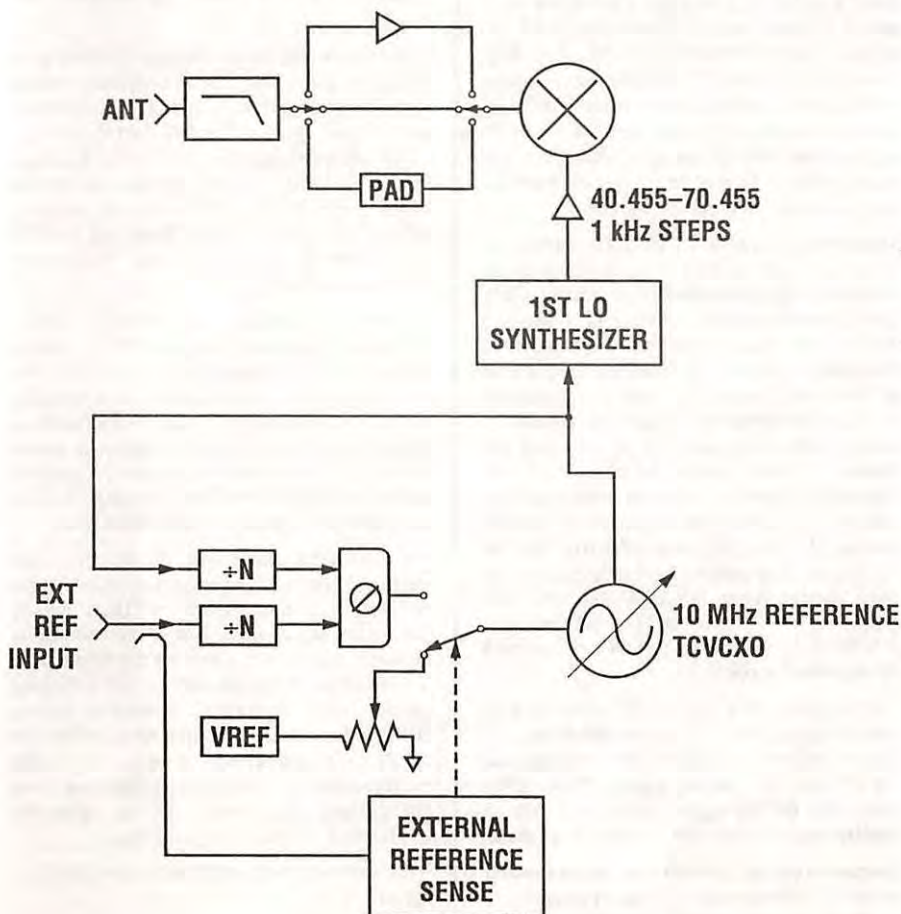 ANT
PAD
40.455–70.455
1 kHz STEPS
1ST LO
SYNTHESIZER
÷N
÷N
EXT
REF
INPUT
10 MHz REFERENCE
TCVCXO
VREF
EXTERNAL
REFERENCE
SENSE